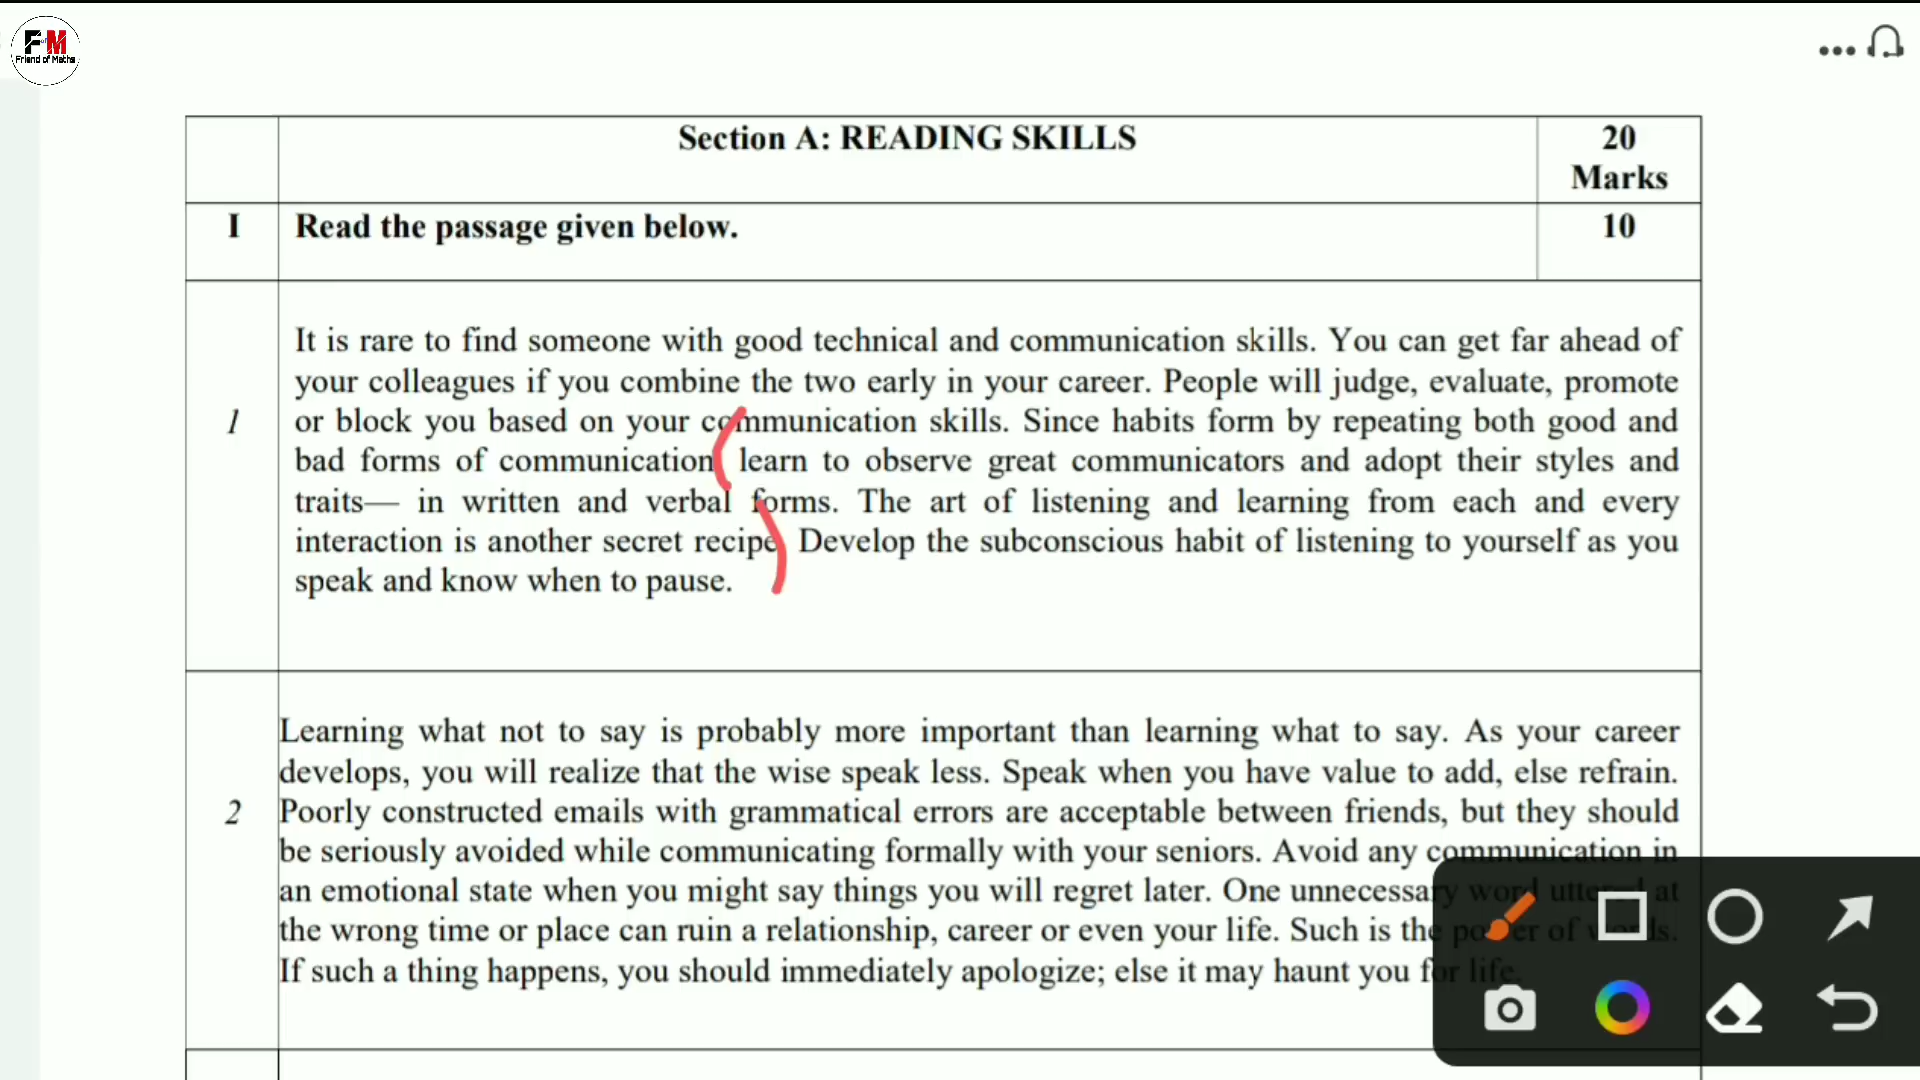 FM
Friend of Maths
Section A: READING SKILLS
20
Marks
I
Read the passage given below.
10
1
It is rare to find someone with good technical and communication skills. You can get far ahead of
your colleagues if you combine the two early in your career. People will judge, evaluate, promote
or block you based on your communication skills. Since habits form by repeating both good and
bad forms of communication learn to observe great communicators and adopt their styles and
traits— in written and verbal forms. The art of listening and learning from each and every
interaction is another secret recipe Develop the subconscious habit of listening to yourself as you
speak and know when to pause.
2
Learning what not to say is probably more important than learning what to say. As your career
develops, you will realize that the wise speak less. Speak when you have value to add, else refrain.
Poorly constructed emails with grammatical errors are acceptable between friends, but they should
be seriously avoided while communicating formally with your seniors. Avoid any communication in
an emotional state when you might say things you will regret later. One unnecessary word uttered at
the wrong time or place can ruin a relationship, career or even your life. Such is the power of words.
If such a thing happens, you should immediately apologize; else it may haunt you for life.